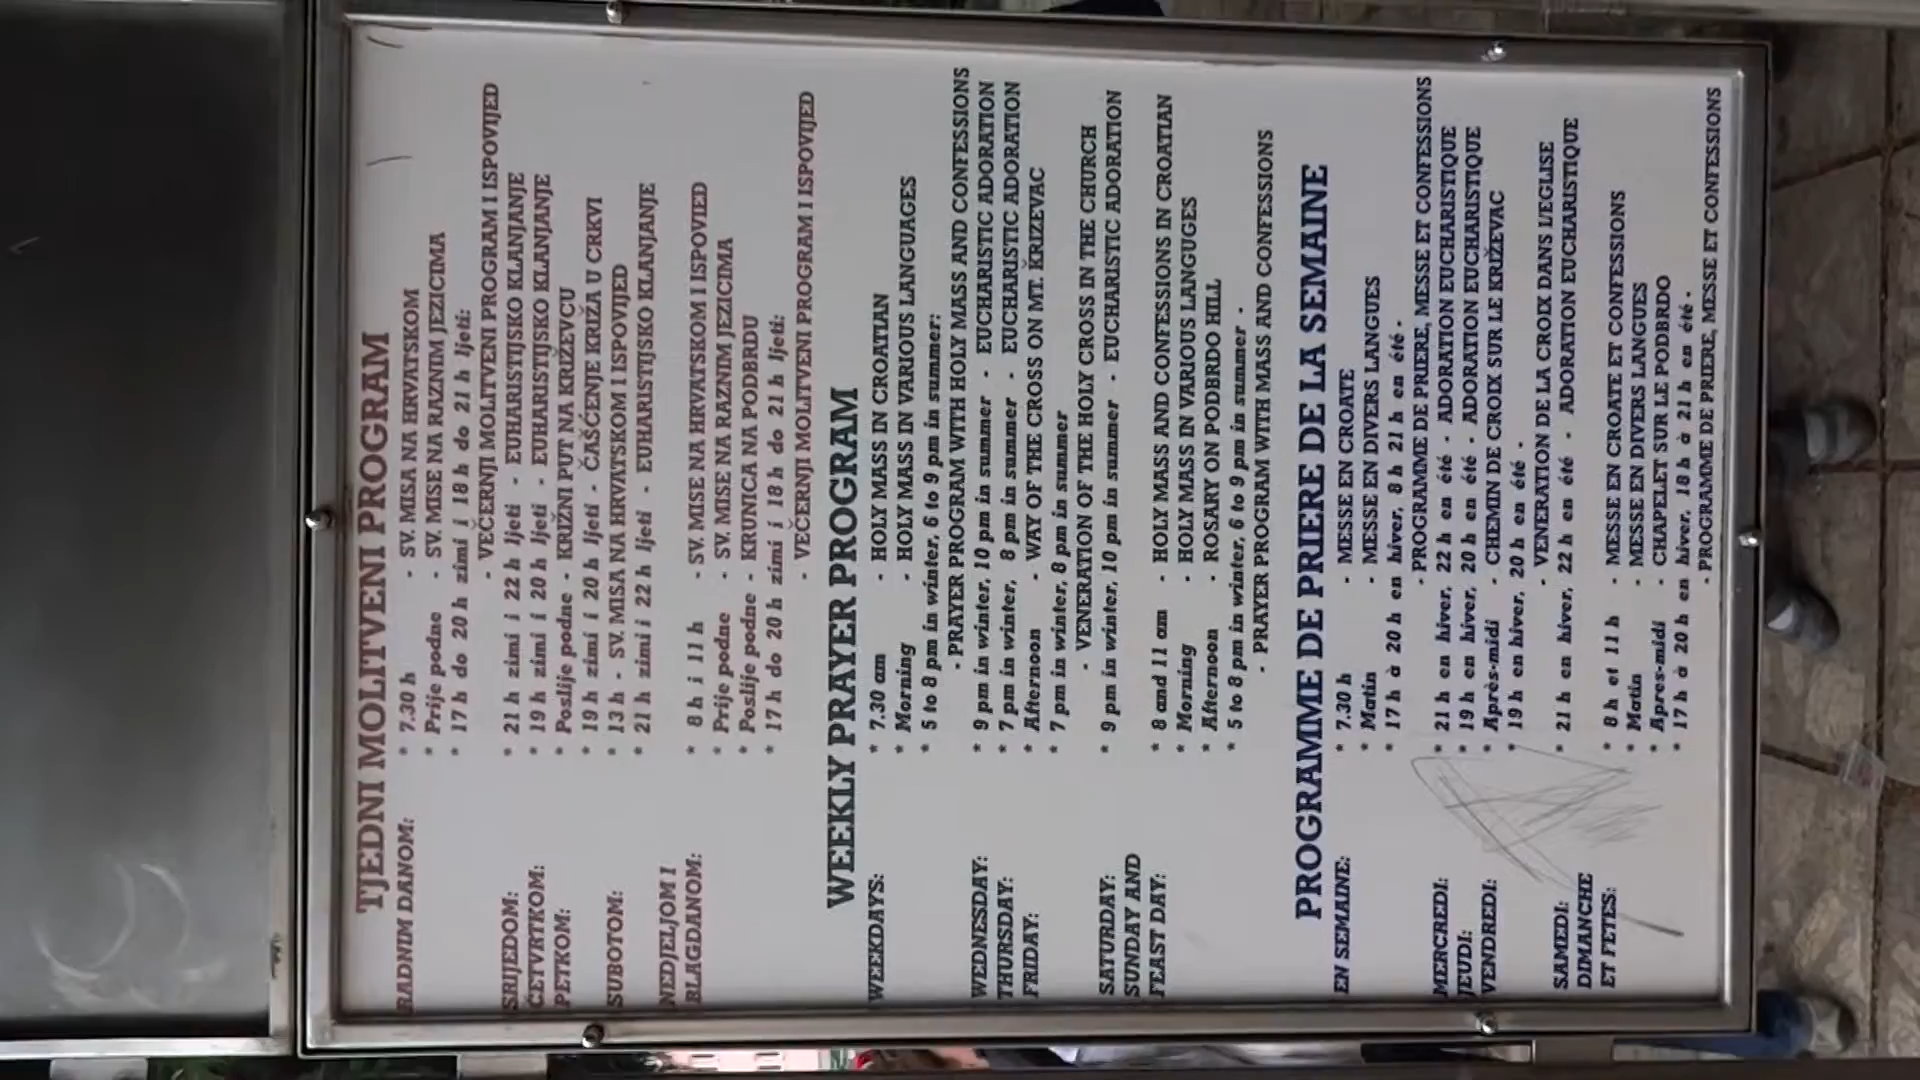 TJEDNI MOLITVENI PROGRAM
RADNIM DANOM: * 7.30 h - SV. MISA NA HRVATSKOM
* Prije podne - SV. MISE NA RAZNIM JEZICIMA
* 17 h do 20 h zimi i 18 h do 21 h ljeti:
- VEČERNJI MOLITVENI PROGRAM I ISPOVIJED
SRIJEDOM: * 21 h zimi i 22 h ljeti - EUHARISTIJSKO KLANJANJE
ČETVRTKOM: * 19 h zimi i 20 h ljeti - EUHARISTIJSKO KLANJANJE
PETKOM: * Poslije podne - KRIŽNI PUT NA KRIŽEVCU
* 19 h zimi i 20 h ljeti - ČAŠĆENJE KRIŽA U CRKVI
SUBOTOM: * 13 h - SV. MISA NA HRVATSKOM I ISPOVIJED
* 21 h zimi i 22 h ljeti - EUHARISTIJSKO KLANJANJE
NEDJELJOM I
BLAGDANOM: * 8 h i 11 h - SV. MISE NA HRVATSKOM I ISPOVIED
* Prije podne - SV. MISE NA RAZNIM JEZICIMA
* Poslije podne - KRUNICA NA PODBRDU
* 17 h do 20 h zimi i 18 h do 21 h ljeti:
- VEČERNJI MOLITVENI PROGRAM I ISPOVIJED
WEEKLY PRAYER PROGRAM
WEEKDAYS: * 7.30 am - HOLY MASS IN CROATIAN
* Morning - HOLY MASS IN VARIOUS LANGUAGES
* 5 to 8 pm in winter, 6 to 9 pm in summer:
- PRAYER PROGRAM WITH HOLY MASS AND CONFESSIONS
WEDNESDAY: * 9 pm in winter, 10 pm in summer - EUCHARISTIC ADORATION
THURSDAY: * 7 pm in winter, 8 pm in summer - EUCHARISTIC ADORATION
FRIDAY: * Afternoon - WAY OF THE CROSS ON MT. KRIZEVAC
* 7 pm in winter, 8 pm in summer
- VENERATION OF THE HOLY CROSS IN THE CHURCH
SATURDAY: * 9 pm in winter, 10 pm in summer - EUCHARISTIC ADORATION
SUNDAY AND
FEAST DAY: * 8 and 11 am - HOLY MASS AND CONFESSIONS IN CROATIAN
* Morning - HOLY MASS IN VARIOUS LANGUGES
* Afternoon - ROSARY ON PODBRDO HILL
* 5 to 8 pm in winter, 6 to 9 pm in summer -
- PRAYER PROGRAM WITH MASS AND CONFESSIONS
PROGRAMME DE PRIERE DE LA SEMAINE
EN SEMAINE: * 7.30 h - MESSE EN CROATE
* Matin - MESSE EN DIVERS LANGUES
* 17 h à 20 h en hiver, 8 h 21 h en été -
- PROGRAMME DE PRIERE, MESSE ET CONFESSIONS
MERCREDI: * 21 h en hiver, 22 h en été - ADORATION EUCHARISTIQUE
JEUDI: * 19 h en hiver, 20 h en été - ADORATION EUCHARISTIQUE
VENDREDI: * Après-midi - CHEMIN DE CROIX SUR LE KRIŽEVAC
* 19 h en hiver, 20 h en été -
- VENERATION DE LA CROIX DANS L'EGLISE
SAMEDI: * 21 h en hiver, 22 h en été - ADORATION EUCHARISTIQUE
DIMANCHE
ET FETES: * 8 h et 11 h - MESSE EN CROATE ET CONFESSIONS
* Matin - MESSE EN DIVERS LANGUES
* Apres-midi - CHAPELET SUR LE PODBRDO
* 17 h à 20 h en hiver, 18 h à 21 h en été -
- PROGRAMME DE PRIERE, MESSE ET CONFESSIONS